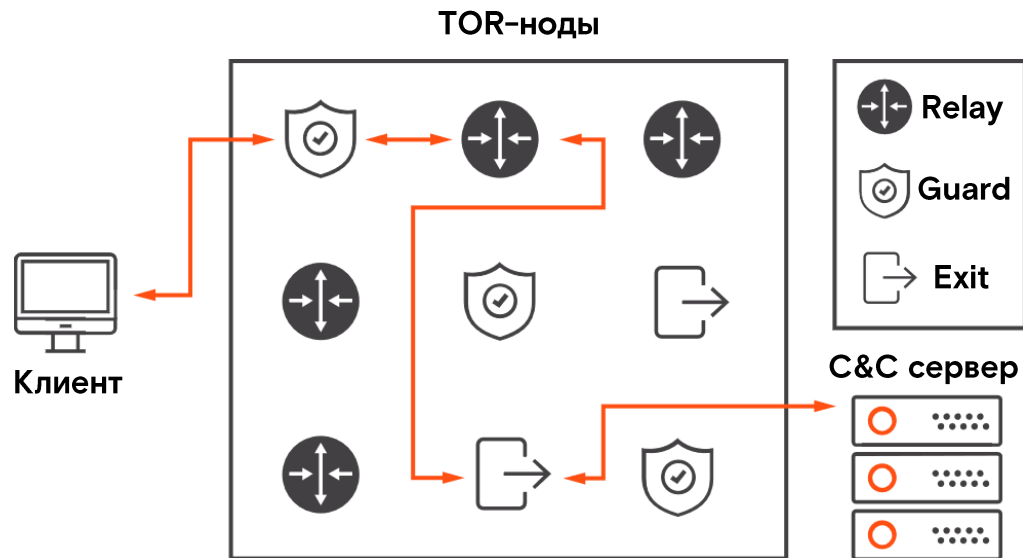 TOR-ноды
Relay
Guard
Exit
Клиент
C&C сервер